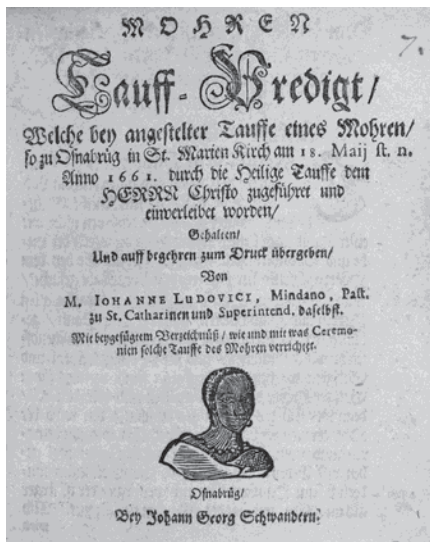 MOHREN
7.
Tauff-Predigt/
Welche bey angestelter Tauffe eines Mohren/
so zu Osnabrüg in St. Marien Kirch am 18. Maij st. n.
Anno 1661. durch die Heilige Tauffe dem
HERRN Christo zugeführet und
einverleibet worden/
Gehalten/
Und auff begehren zum Druck übergeben/
Von
M. IOHANNE LUDOVICI, Mindano, Past.
zu St. Catharinen und Superintend. daselbst.
Mit beygefügtem Verzeichnüß/ wie und mit was Ceremo-
nien solche Tauffe des Mohren verrichtet.
Osnabrüg/
Bey Johann Georg Schwandern.